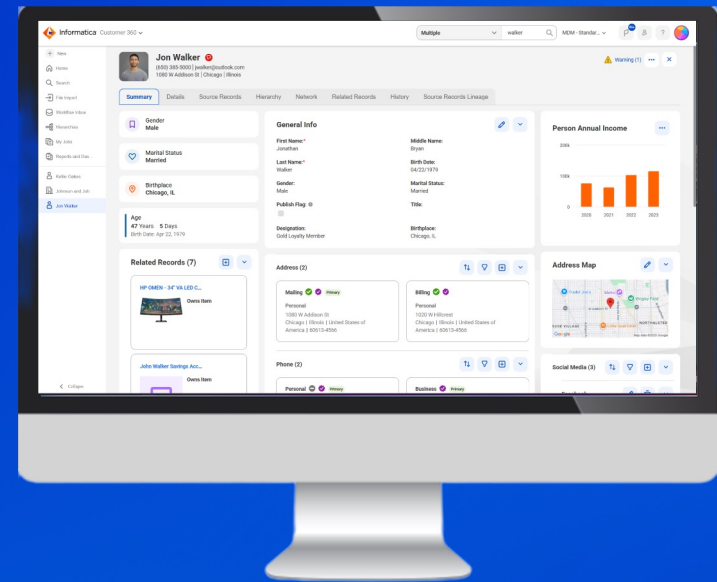 Informatica Customer 360
Multiple
walker
MDM - Standar...
?
New
Home
Search
File Import
Workflow Inbox
Hierarchies
My Jobs
Reports and Das...
Kallie Oakes
Johnson and Joh...
Jon Walker
Collapse
Jon Walker
(650) 385-5000 | jwalker@outlook.com
1080 W Addison St | Chicago | Illinois
Warning (1)
Summary Details Source Records Hierarchy Network Related Records History Source Records Lineage
Gender
Male
Marital Status
Married
Birthplace
Chicago, IL
Age
47 Years 5 Days
Birth Date: Apr 22, 1979
Related Records (7)
HP OMEN - 34" VA LED C...
Owns Item
John Walker Savings Acc...
Owns Item
General Info
First Name:*
Jonathan
Middle Name:
Bryan
Last Name:*
Walker
Birth Date:
04/22/1979
Gender:
Male
Marital Status:
Married
Publish Flag:
Title:
Designation:
Gold Loyalty Member
Birthplace:
Chicago, IL
Address (2)
Mailing Primary
Personal
1080 W Addison St
Chicago | Illinois | United States of
America | 60613-4566
Billing
Personal
1020 W Hillcrest
Chicago | Illinois | United States of
America | 60613-4566
Phone (2)
Personal Primary
Business Primary
Person Annual Income
200k
100k
0
2020 2021 2022 2023
Address Map
Wrigley Field
Google
Social Media (3)
Facebook